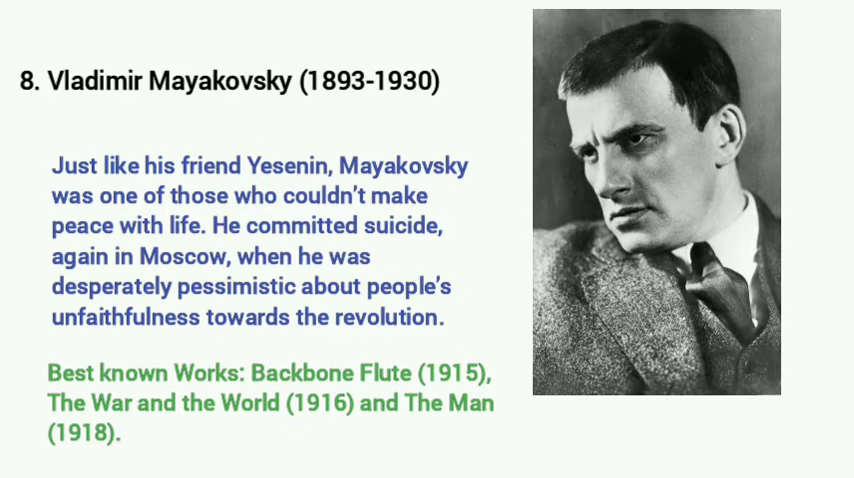 8. Vladimir Mayakovsky (1893-1930)
Just like his friend Yesenin, Mayakovsky
was one of those who couldn't make
peace with life. He committed suicide,
again in Moscow, when he was
desperately pessimistic about people's
unfaithfulness towards the revolution.
Best known Works: Backbone Flute (1915),
The War and the World (1916) and The Man
(1918).